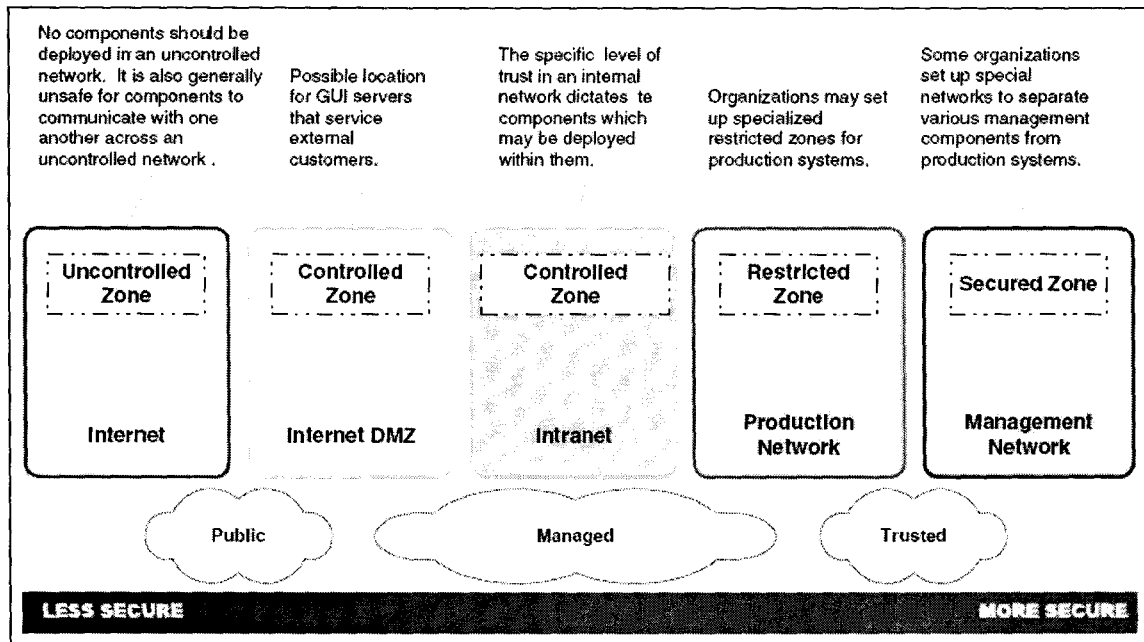 No components should be
deployed in an uncontrolled
network. It is also generally
unsafe for components to
communicate with one
another across an
uncontrolled network .
Possible location
for GUI servers
that service
external
customers.
The specific level of
trust in an internal
network dictates te
components which
may be deployed
within them.
Organizations may set
up specialized
restricted zones for
production systems.
Some organizations
set up special
networks to separate
various management
components from
production systems.
Uncontrolled
Zone
Internet
Controlled
Zone
Internet DMZ
Controlled
Zone
Intranet
Restricted
Zone
Production
Network
Secured Zone
Management
Network
Public
Managed
Trusted
LESS SECURE
MORE SECURE